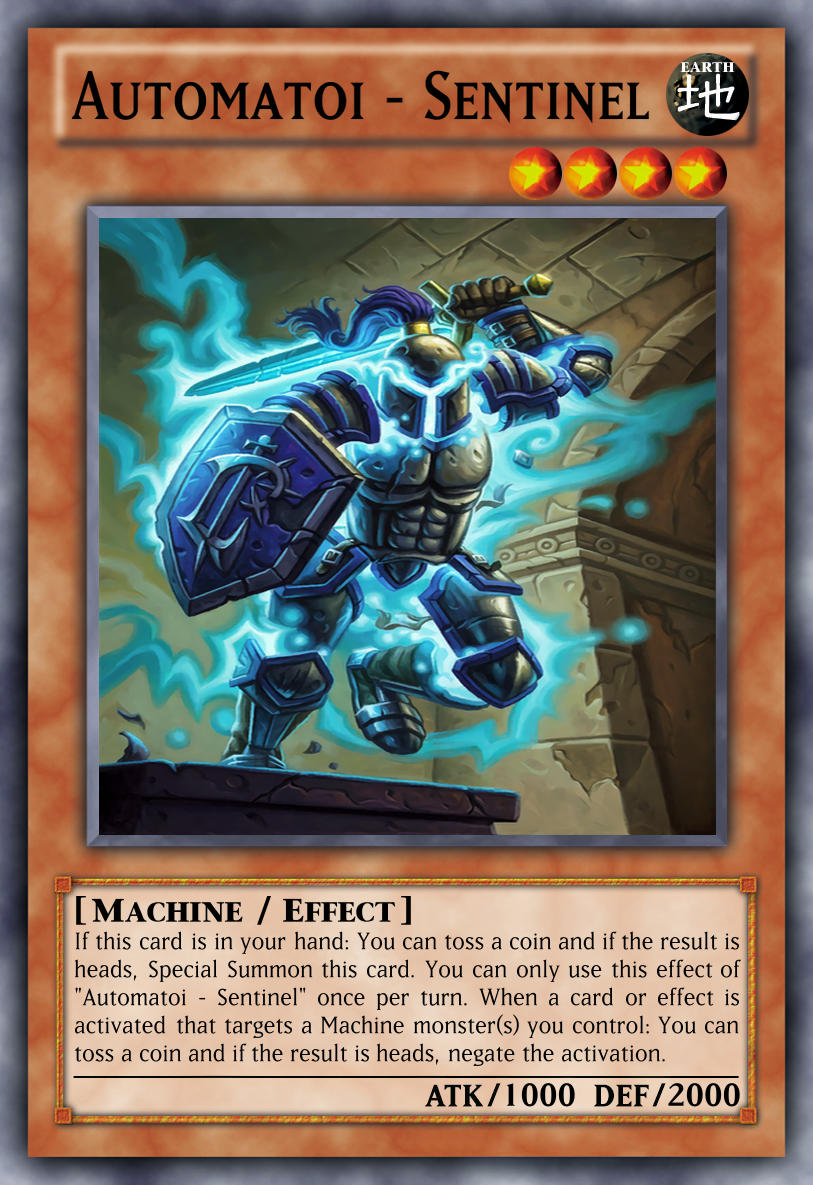 Automatoi - Sentinel
EARTH
地
[ Machine / Effect ]
If this card is in your hand: You can toss a coin and if the result is
heads, Special Summon this card. You can only use this effect of
"Automatoi - Sentinel" once per turn. When a card or effect is
activated that targets a Machine monster(s) you control: You can
toss a coin and if the result is heads, negate the activation.
ATK/1000 DEF/2000